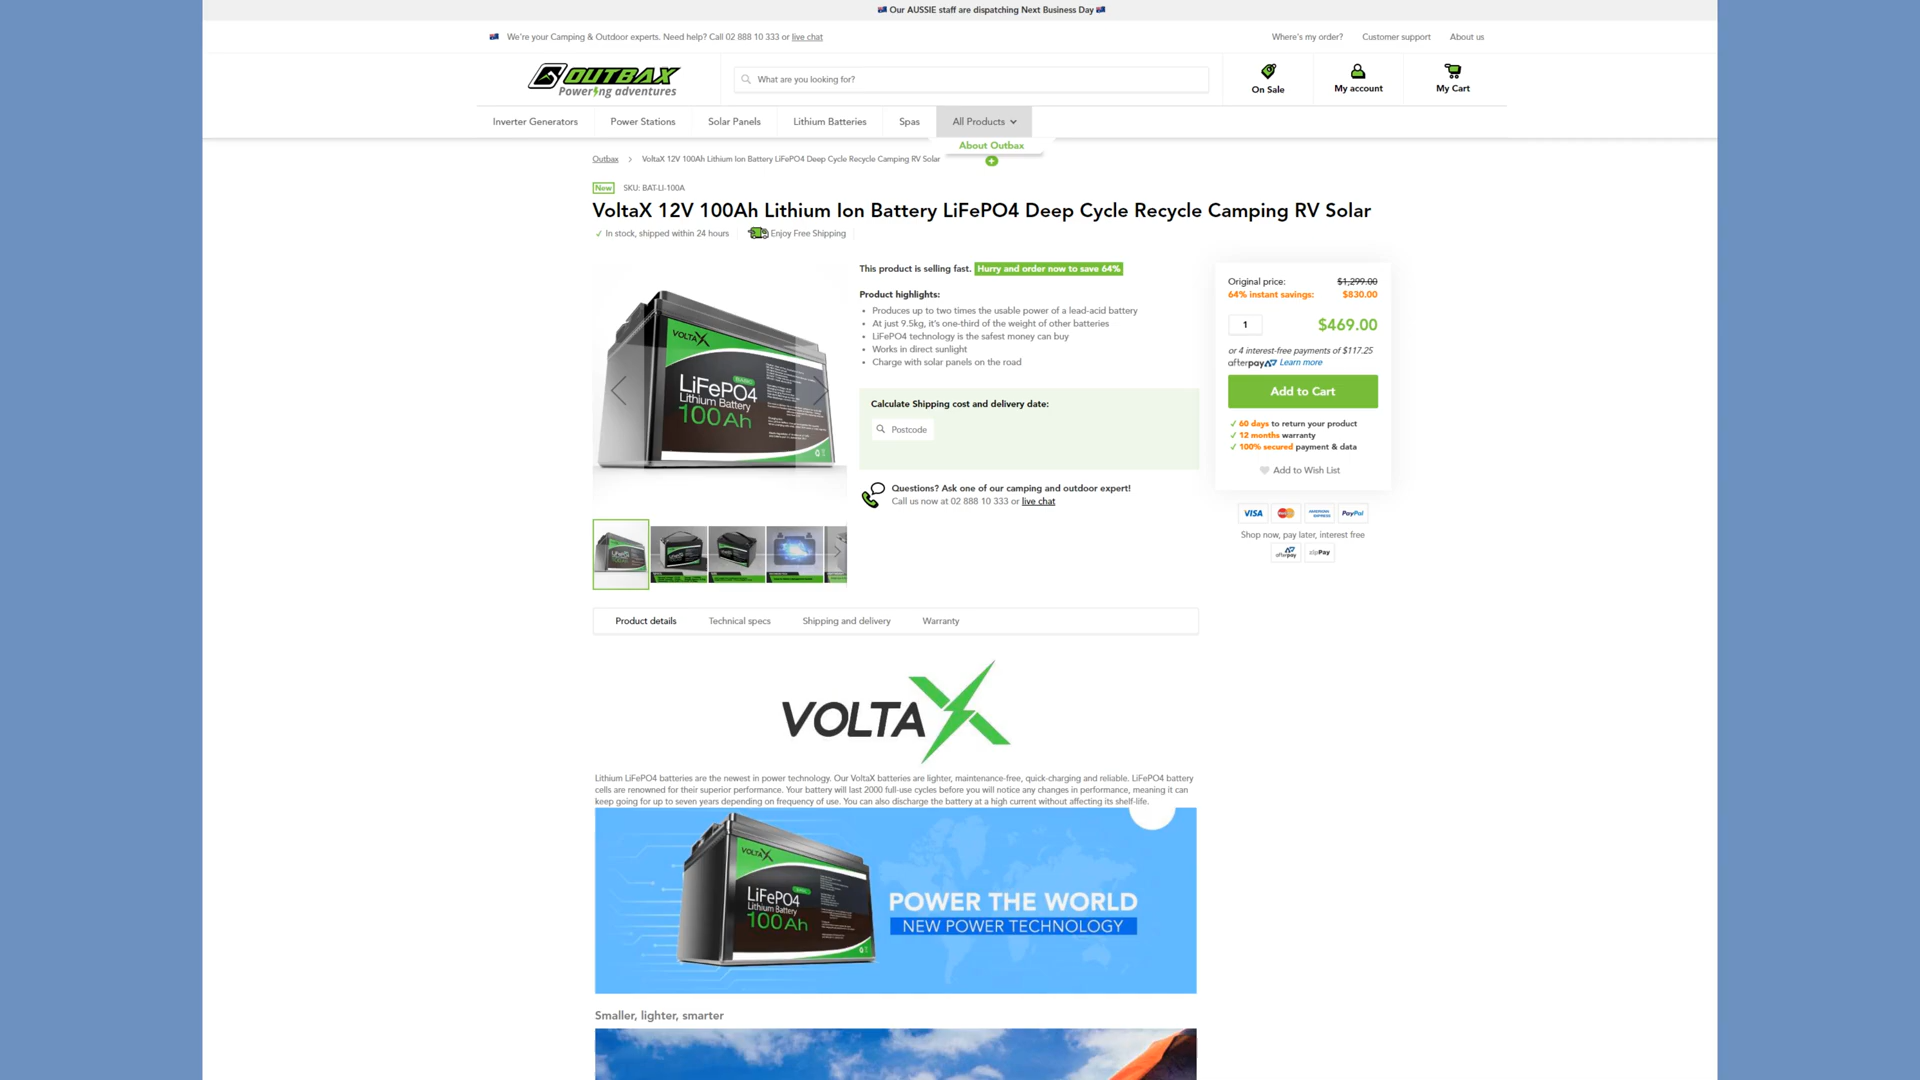 Our AUSSIE staff are dispatching Next Business Day
We're your Camping & Outdoor experts. Need help? Call 02 888 10 333 or live chat
Where's my order? Customer support About us
OUTBAX
Powering adventures
What are you looking for?
On Sale My account My Cart
Inverter Generators Power Stations Solar Panels Lithium Batteries Spas All Products
About Outbax
Outbax > VoltaX 12V 100Ah Lithium Ion Battery LiFePO4 Deep Cycle Recycle Camping RV Solar
New SKU: BAT-LI-100A
VoltaX 12V 100Ah Lithium Ion Battery LiFePO4 Deep Cycle Recycle Camping RV Solar
✓ In stock, shipped within 24 hours Enjoy Free Shipping
VOLTAX
BASIC
LiFePO4
Lithium Battery
100Ah
This product is selling fast. Hurry and order now to save 64%
Product highlights:
• Produces up to two times the usable power of a lead-acid battery
• At just 9.5kg, it's one-third of the weight of other batteries
• LiFePO4 technology is the safest money can buy
• Works in direct sunlight
• Charge with solar panels on the road
Calculate Shipping cost and delivery date:
Postcode
Questions? Ask one of our camping and outdoor expert!
Call us now at 02 888 10 333 or live chat
Original price: $1,299.00
64% instant savings: $830.00
1 $469.00
or 4 interest-free payments of $117.25
afterpay Learn more
Add to Cart
✓ 60 days to return your product
✓ 12 months warranty
✓ 100% secured payment & data
Add to Wish List
VISA AMERICAN EXPRESS PayPal
Shop now, pay later, interest free
afterpay zipPay
Product details Technical specs Shipping and delivery Warranty
VOLTAX
Lithium LiFePO4 batteries are the newest in power technology. Our VoltaX batteries are lighter, maintenance-free, quick-charging and reliable. LiFePO4 battery
cells are renowned for their superior performance. Your battery will last 2000 full-use cycles before you will notice any changes in performance, meaning it can
keep going for up to seven years depending on frequency of use. You can also discharge the battery at a high current without affecting its shelf-life.
VOLTAX
LiFePO4
Lithium Battery
100Ah
POWER THE WORLD
NEW POWER TECHNOLOGY
Smaller, lighter, smarter